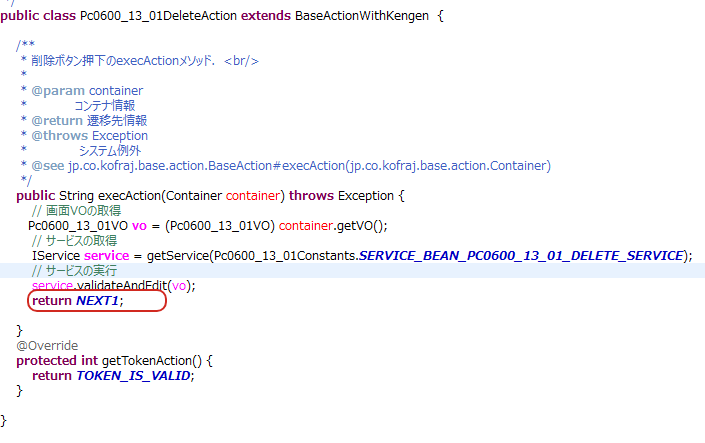 */
public class Pc0600_13_01DeleteAction extends BaseActionWithKengen {
/**
* 削除ボタン押下のexecActionメソッド. <br/>
*
* @param container
* コンテナ情報
* @return 遷移先情報
* @throws Exception
* システム例外
* @see jp.co.kofraj.base.action.BaseAction#execAction(jp.co.kofraj.base.action.Container)
*/
public String execAction(Container container) throws Exception {
// 画面VOの取得
Pc0600_13_01VO vo = (Pc0600_13_01VO) container.getVO();
// サービスの取得
IService service = getService(Pc0600_13_01Constants.SERVICE_BEAN_PC0600_13_01_DELETE_SERVICE);
// サービスの実行
service.validateAndEdit(vo);
return NEXT1;
}
@Override
protected int getTokenAction() {
return TOKEN_IS_VALID;
}
}